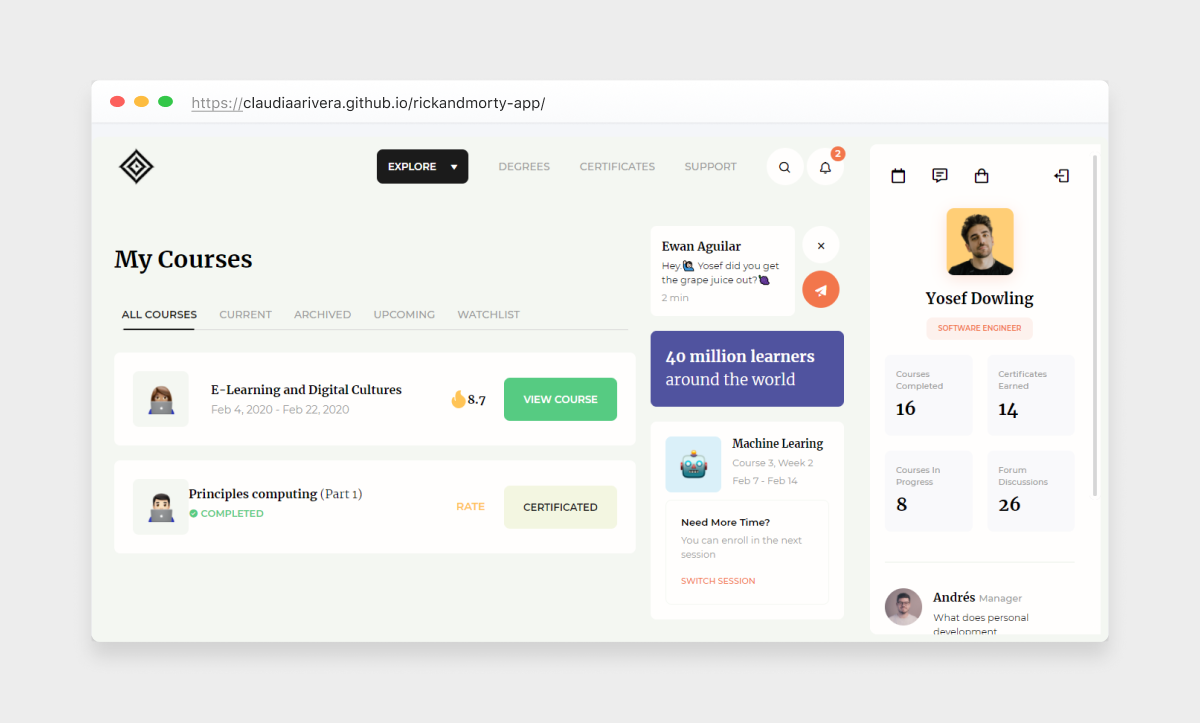 https://claudiaarivera.github.io/rickandmorty-app/
EXPLORE
DEGREES
CERTIFICATES
SUPPORT
2
My Courses
ALL COURSES
CURRENT
ARCHIVED
UPCOMING
WATCHLIST
E-Learning and Digital Cultures
Feb 4, 2020 - Feb 22, 2020
8.7
VIEW COURSE
Principles computing (Part 1)
COMPLETED
RATE
CERTIFICATED
Ewan Aguilar
Hey,🙋🏻 Yosef did you get
the grape juice out?🍇
2 min
40 million learners
around the world
Machine Learing
Course 3, Week 2
Feb 7 - Feb 14
Need More Time?
You can enroll in the next
session
SWITCH SESSION
Yosef Dowling
SOFTWARE ENGINEER
Courses
Completed
16
Certificates
Earned
14
Courses In
Progress
8
Forum
Discussions
26
Andrés Manager
What does personal
development